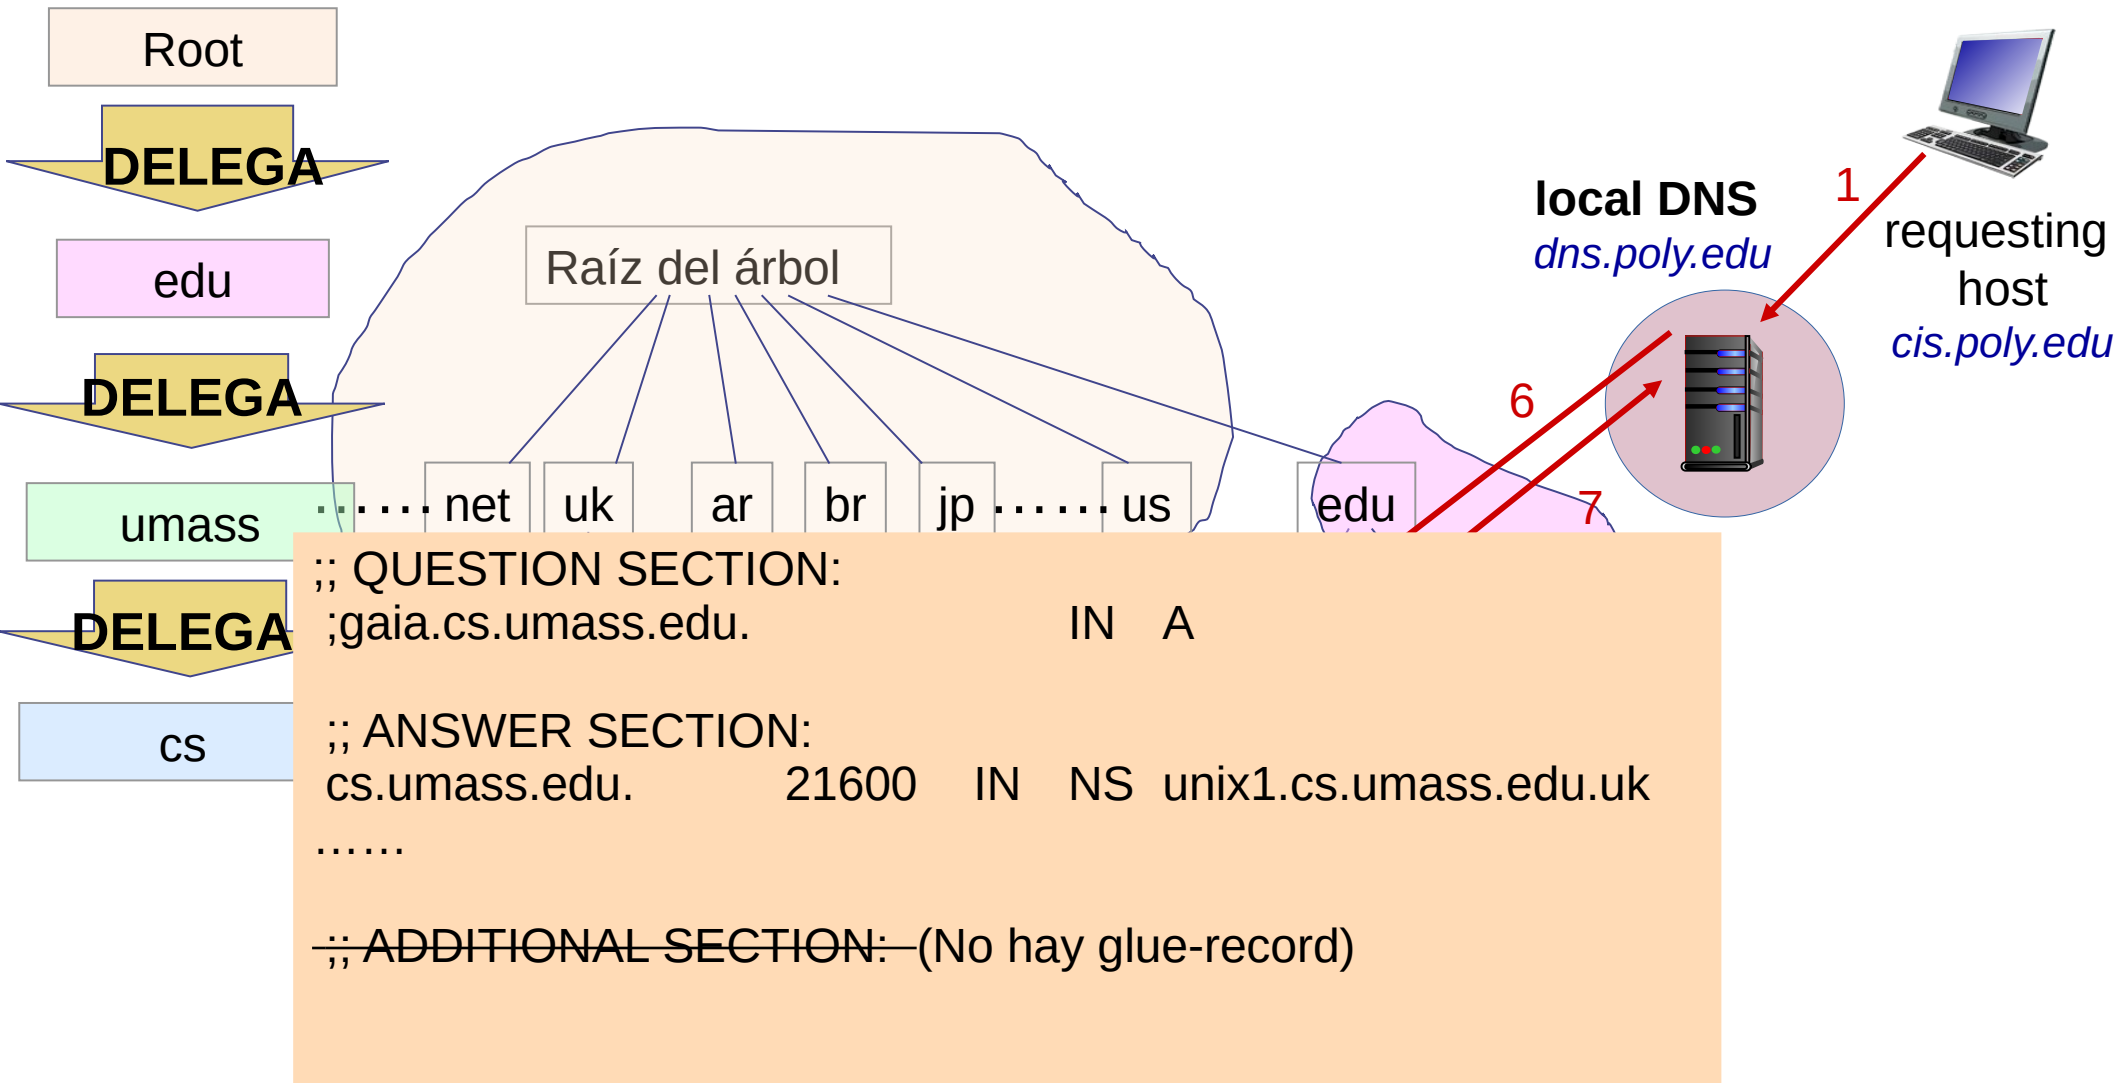 Root
DELEGA
edu
DELEGA
umass
DELEGA
cs
Raíz del árbol
…… net uk ar br jp …… us edu
local DNS
dns.poly.edu
1
requesting
host
cis.poly.edu
6
7
;; QUESTION SECTION:
;gaia.cs.umass.edu. IN A
;; ANSWER SECTION:
cs.umass.edu. 21600 IN NS unix1.cs.umass.edu.uk
……
;; ADDITIONAL SECTION: (No hay glue-record)